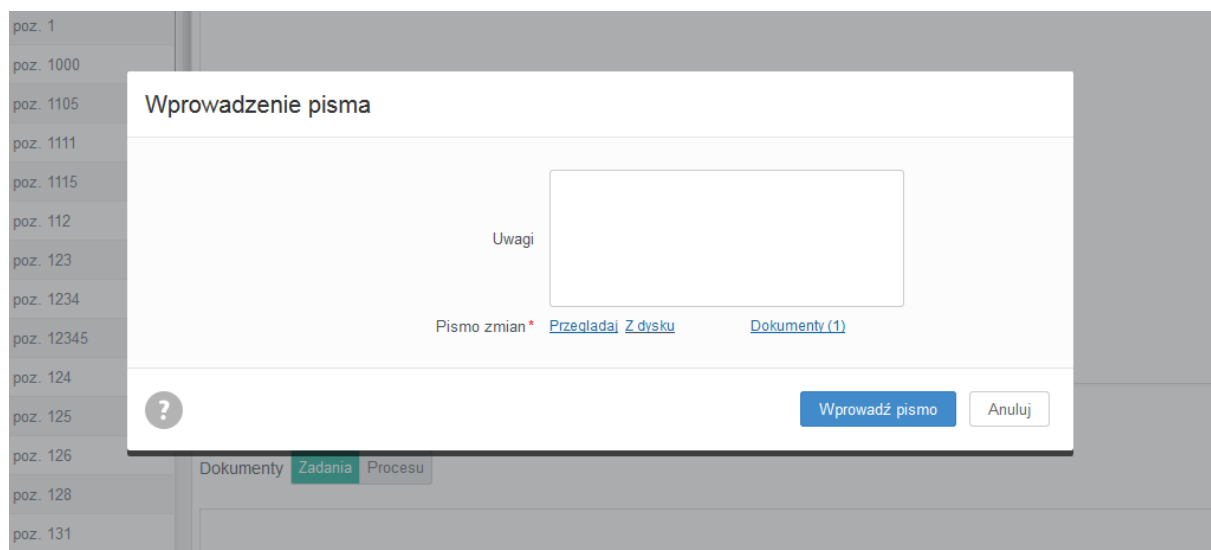 poz. 1
poz. 1000
poz. 1105
poz. 1111
poz. 1115
poz. 112
poz. 123
poz. 1234
poz. 12345
poz. 124
poz. 125
poz. 126
poz. 128
poz. 131
Wprowadzenie pisma
Uwagi
Pismo zmian * Przeglądaj Z dysku Dokumenty (1)
? Wprowadź pismo Anuluj
Dokumenty Zadania Procesu